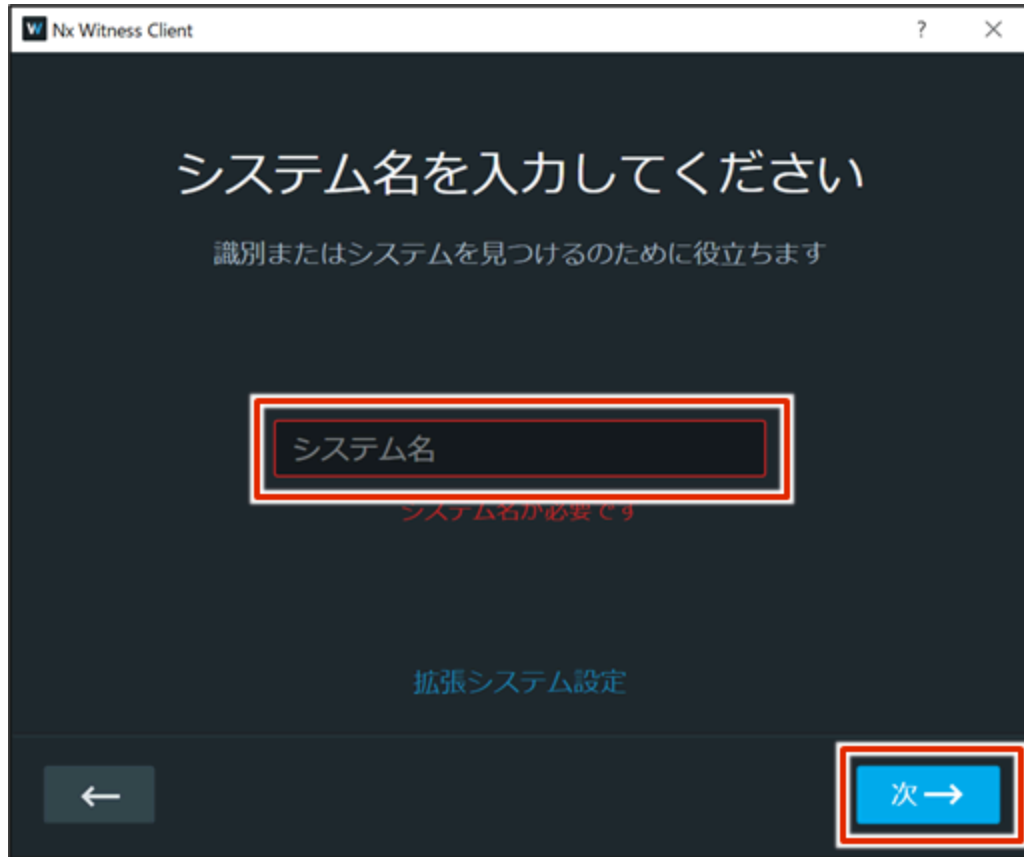 Nx Witness Client
システム名を入力してください
識別またはシステムを見つけるのために役立ちます
システム名
システム名が必要です
拡張システム設定
次